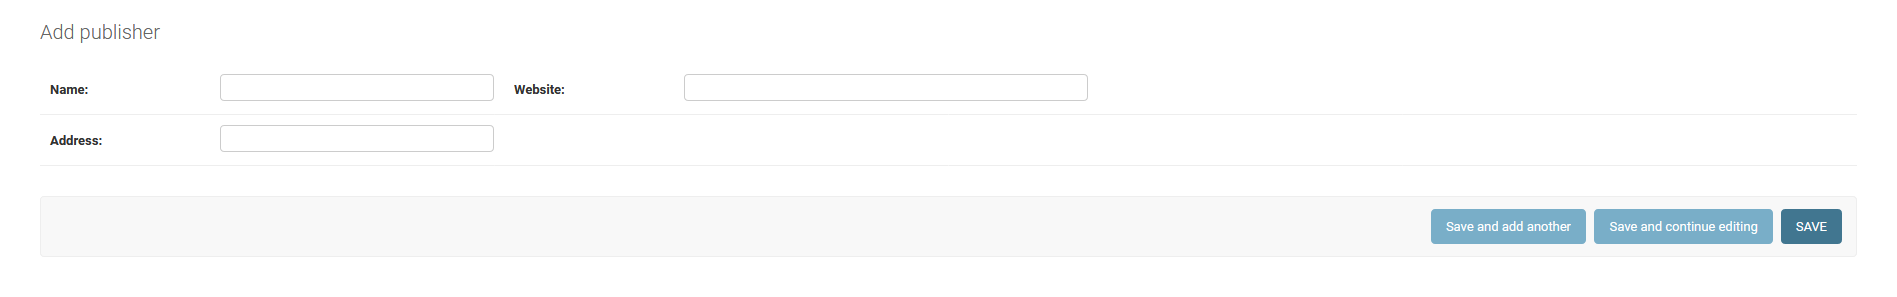 Add publisher
Name: Website:
Address:
Save and add another Save and continue editing SAVE